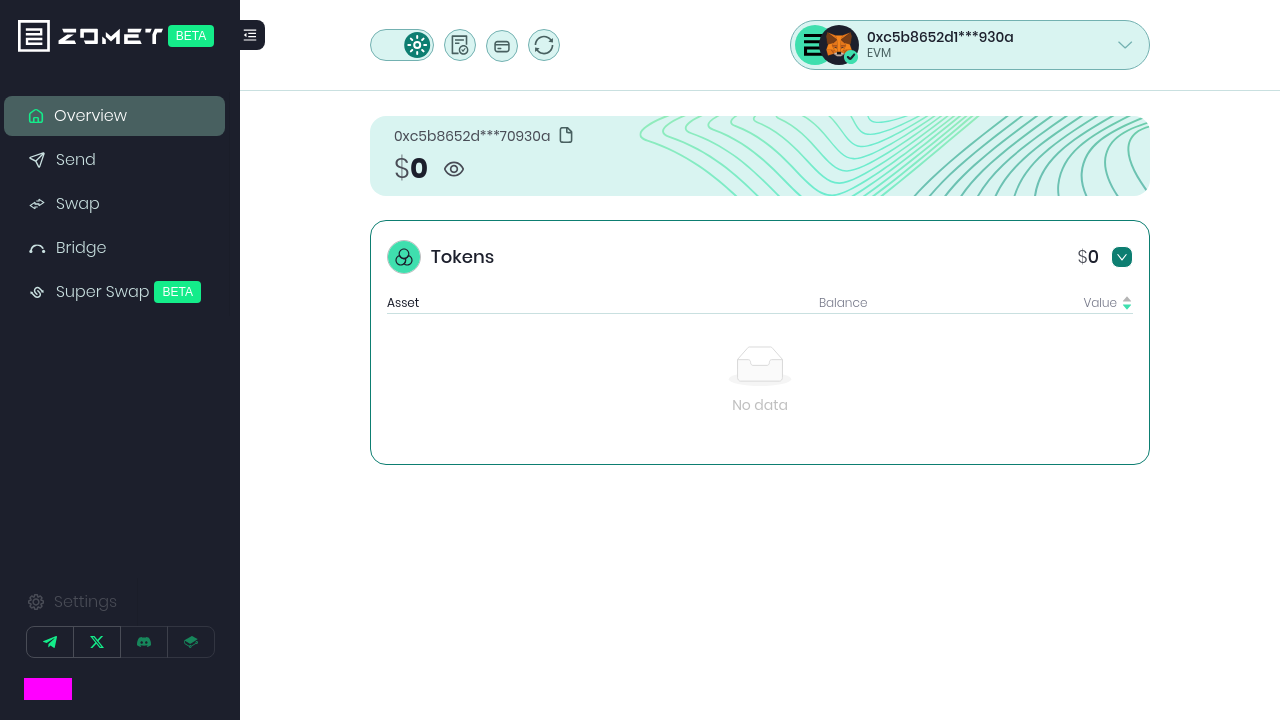 ZOMET BETA
0xc5b8652d1***930a
EVM
Overview
Send
Swap
Bridge
Super Swap BETA
Settings
0xc5b8652d***70930a
$0
Tokens
$0
Asset Balance Value
No data